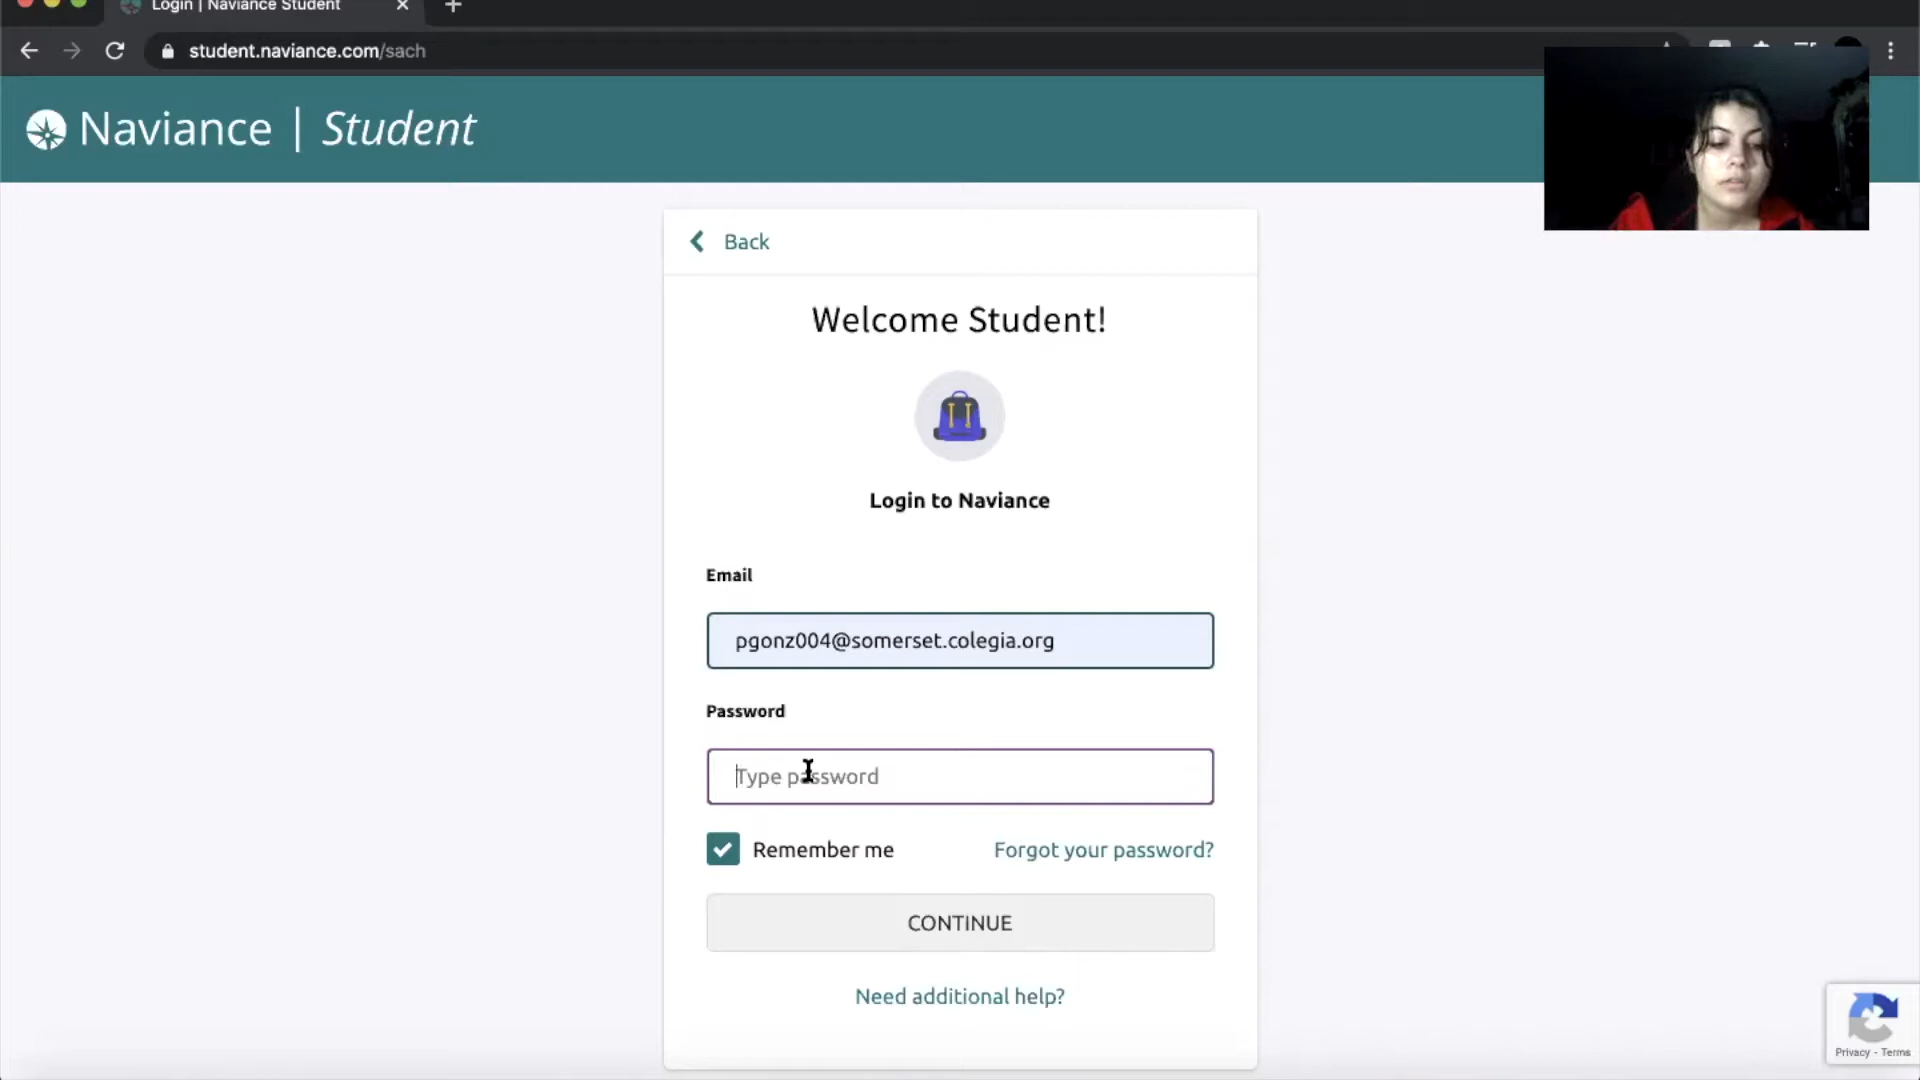 Login | Naviance Student
student.naviance.com/sach
Naviance | Student
Back
Welcome Student!
Login to Naviance
Email
pgonz004@somerset.colegia.org
Password
Type password
Remember me
Forgot your password?
CONTINUE
Need additional help?
Privacy - Terms